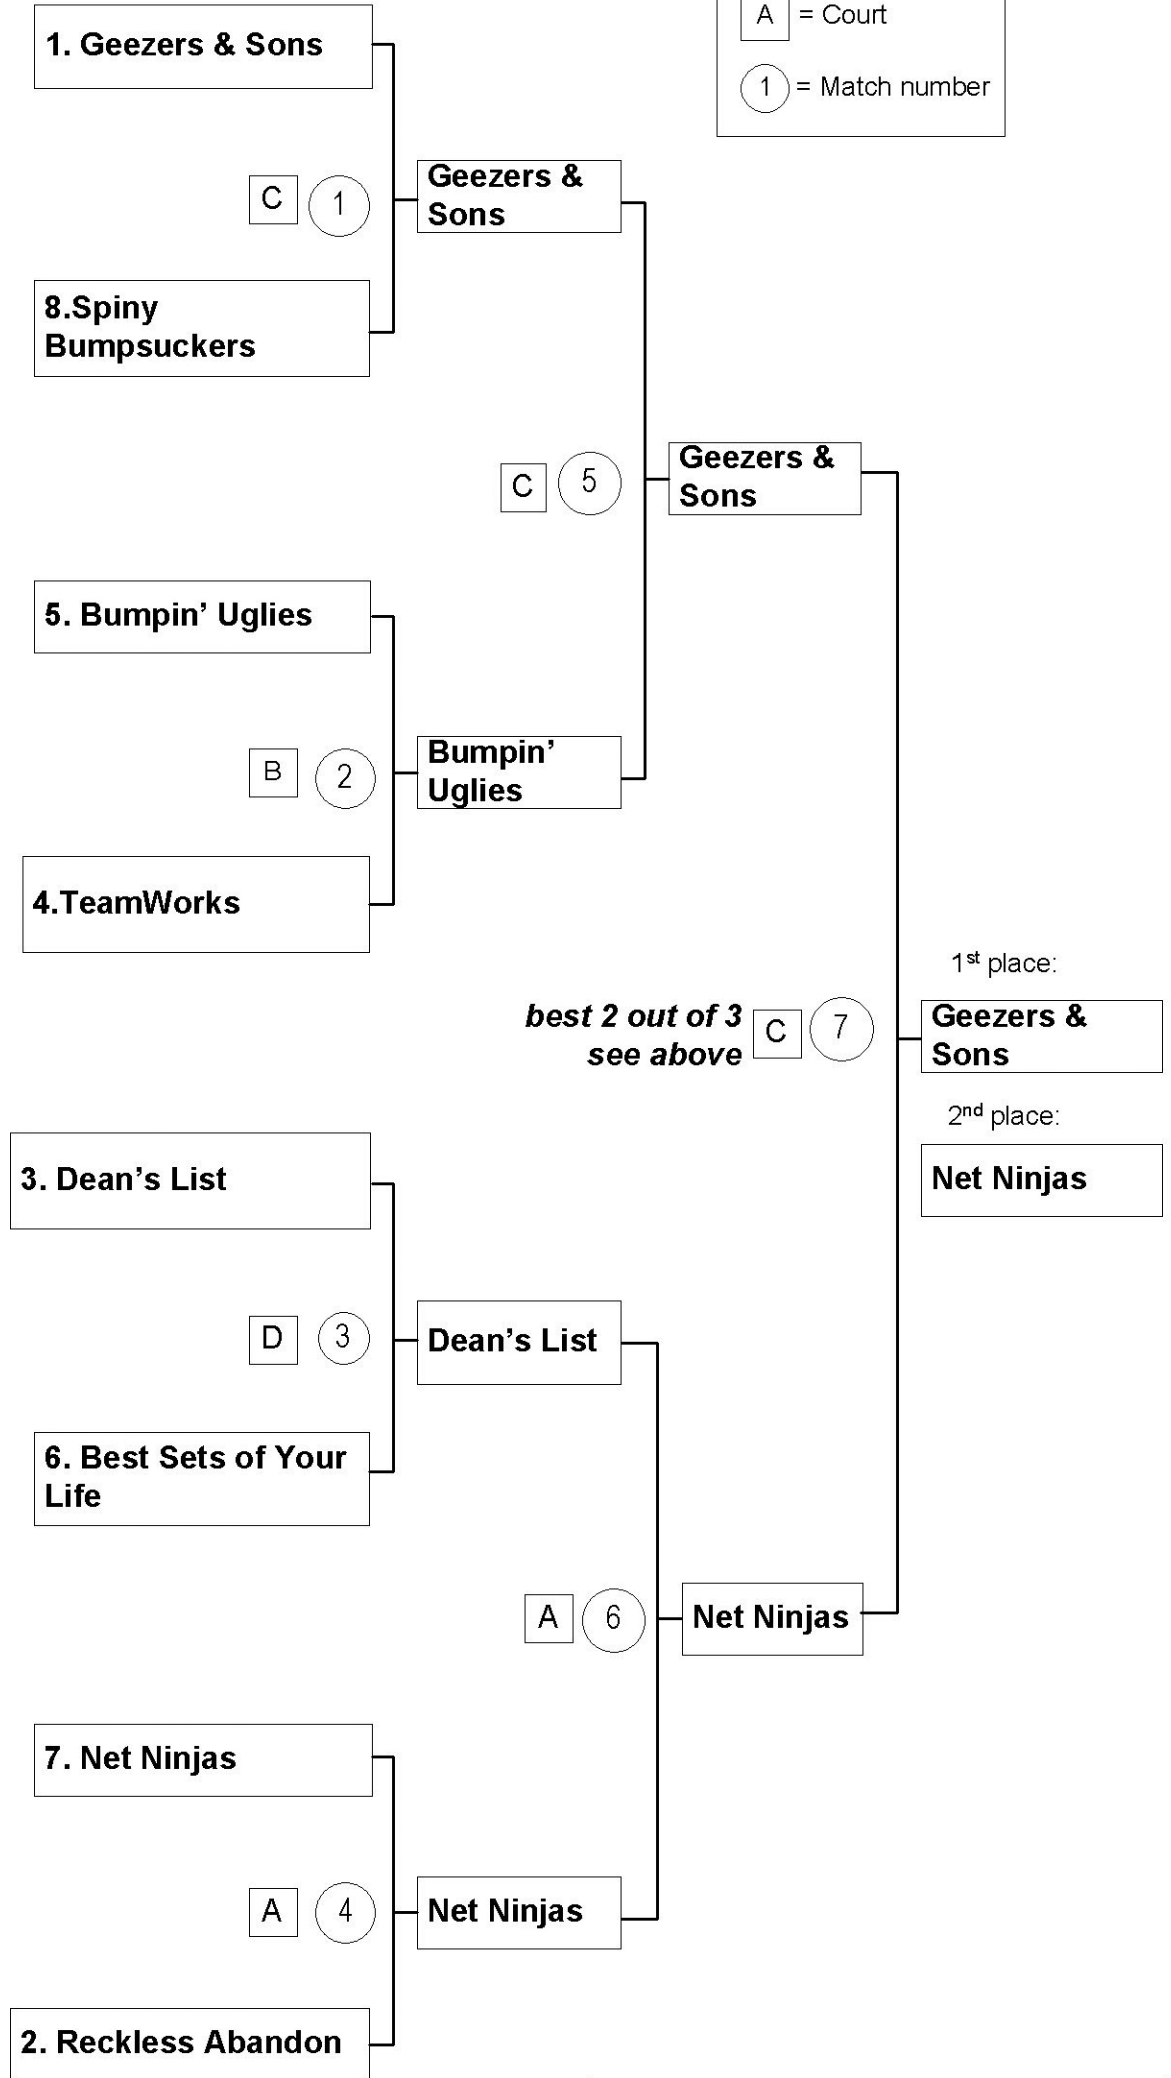 A = Court
1 = Match number
1. Geezers & Sons
C 1
Geezers &
Sons
8.Spiny
Bumpsuckers
C 5
Geezers &
Sons
5. Bumpin’ Uglies
B 2
Bumpin’
Uglies
4.TeamWorks
best 2 out of 3
see above
C 7
1st place:
Geezers &
Sons
2nd place:
Net Ninjas
3. Dean’s List
D 3
Dean’s List
6. Best Sets of Your
Life
A 6
Net Ninjas
7. Net Ninjas
A 4
Net Ninjas
2. Reckless Abandon